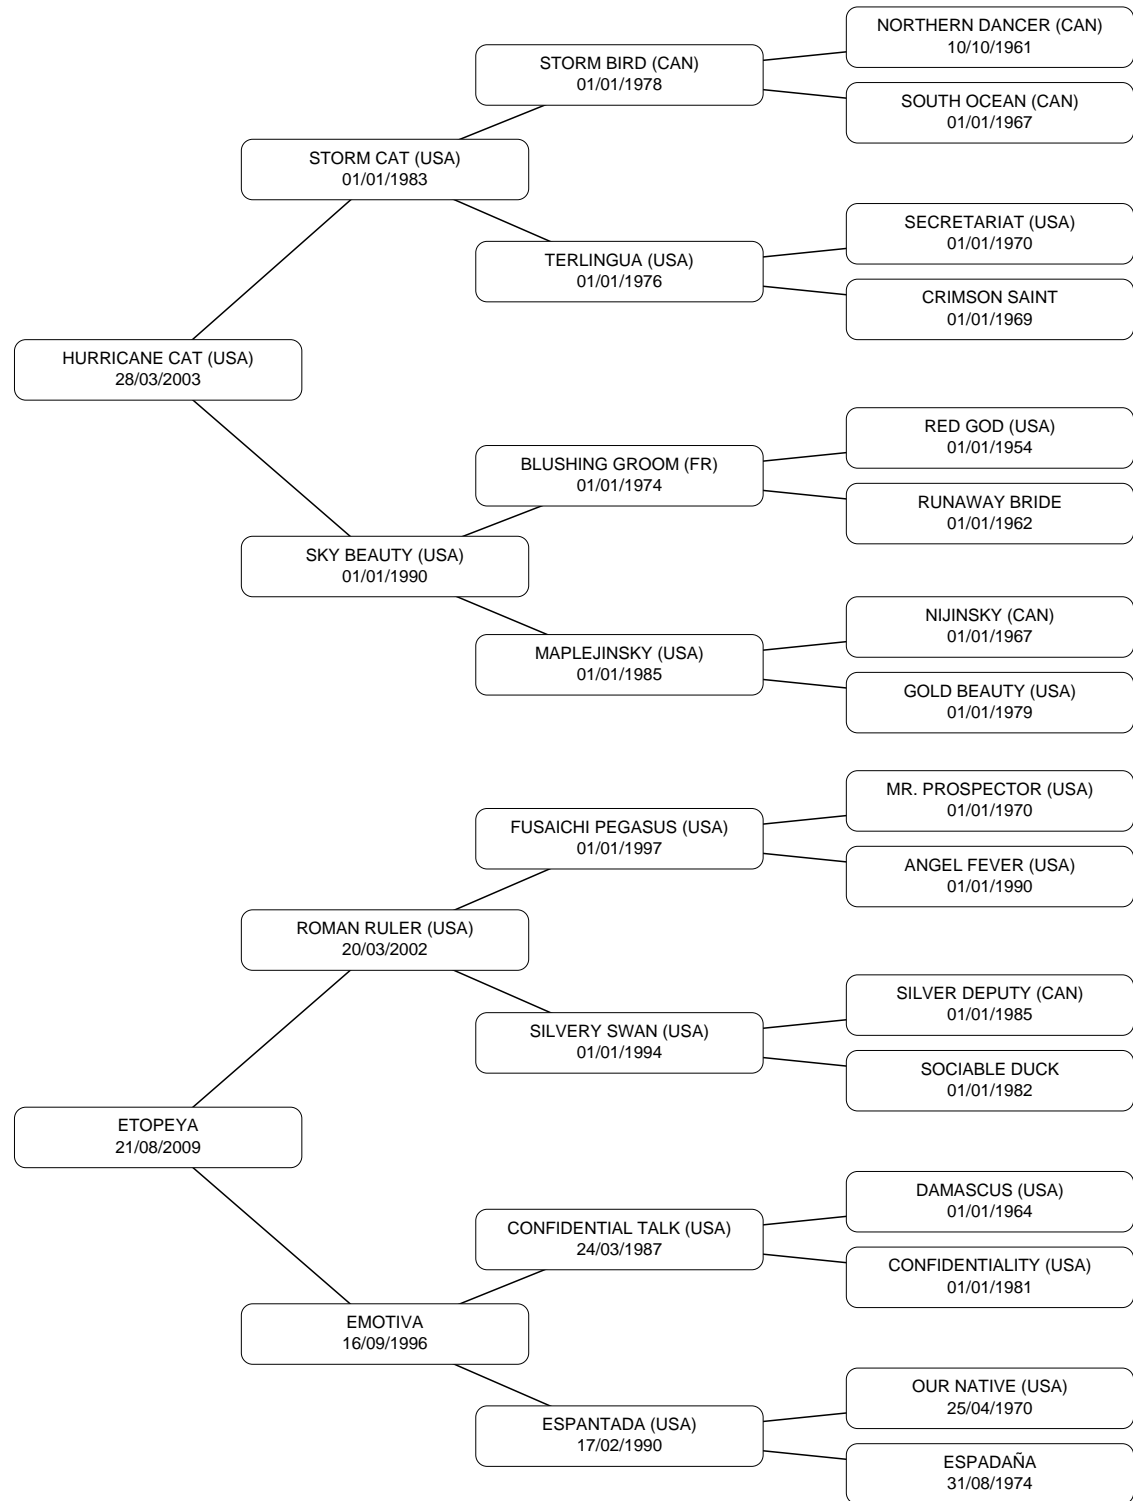 NORTHERN DANCER (CAN)
10/10/1961
STORM BIRD (CAN)
01/01/1978
SOUTH OCEAN (CAN)
01/01/1967
STORM CAT (USA)
01/01/1983
SECRETARIAT (USA)
01/01/1970
TERLINGUA (USA)
01/01/1976
CRIMSON SAINT
01/01/1969
HURRICANE CAT (USA)
28/03/2003
RED GOD (USA)
01/01/1954
BLUSHING GROOM (FR)
01/01/1974
RUNAWAY BRIDE
01/01/1962
SKY BEAUTY (USA)
01/01/1990
NIJINSKY (CAN)
01/01/1967
MAPLEJINSKY (USA)
01/01/1985
GOLD BEAUTY (USA)
01/01/1979
MR. PROSPECTOR (USA)
01/01/1970
FUSAICHI PEGASUS (USA)
01/01/1997
ANGEL FEVER (USA)
01/01/1990
ROMAN RULER (USA)
20/03/2002
SILVER DEPUTY (CAN)
01/01/1985
SILVERY SWAN (USA)
01/01/1994
SOCIABLE DUCK
01/01/1982
ETOPEYA
21/08/2009
DAMASCUS (USA)
01/01/1964
CONFIDENTIAL TALK (USA)
24/03/1987
CONFIDENTIALITY (USA)
01/01/1981
EMOTIVA
16/09/1996
OUR NATIVE (USA)
25/04/1970
ESPANTADA (USA)
17/02/1990
ESPADAÑA
31/08/1974